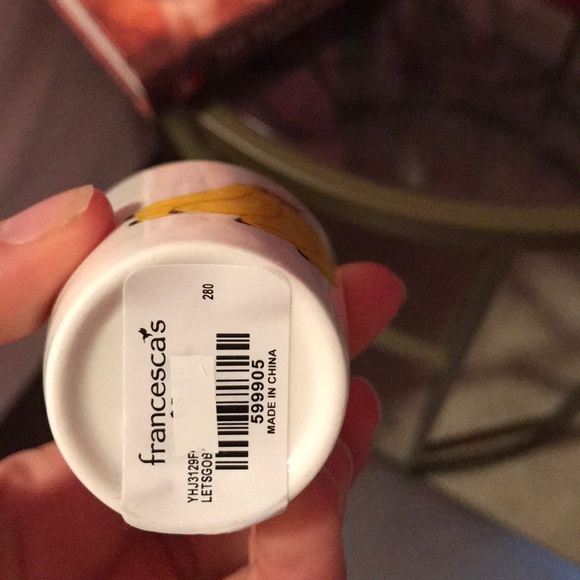 280
francesca's
YHJ3129F
LETSGOB
599905
MADE IN CHINA